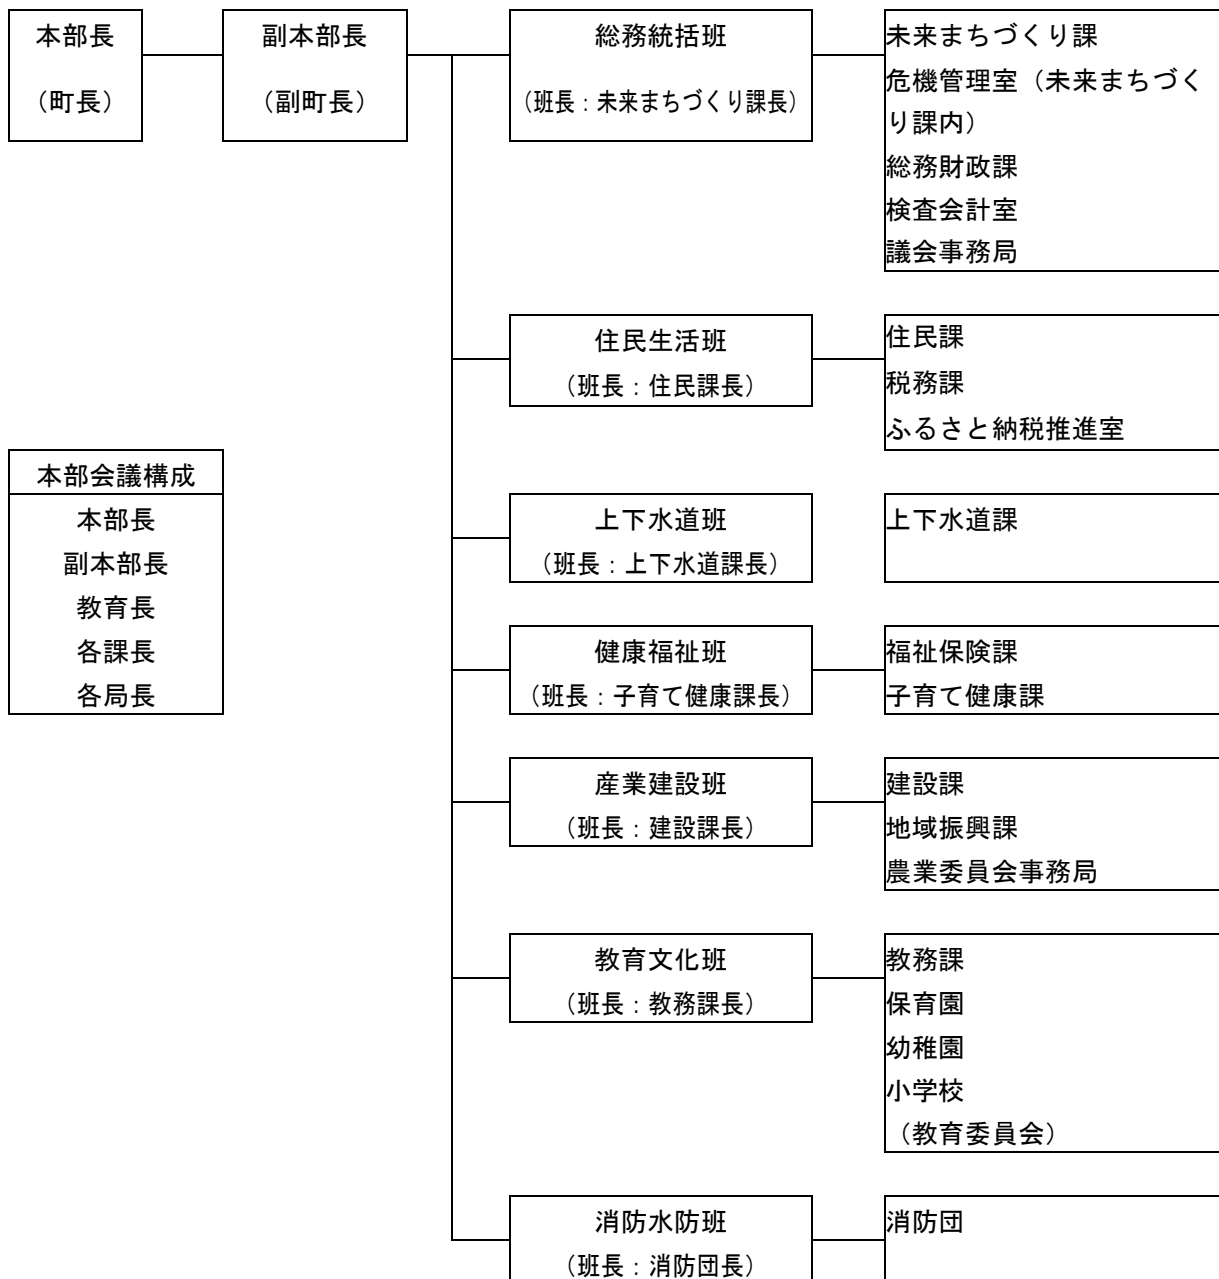 本部長
（町長）
副本部長
（副町長）
総務統括班
（班長：未来まちづくり課長）
未来まちづくり課
危機管理室（未来まちづく
り課内）
総務財政課
検査会計室
議会事務局
住民生活班
（班長：住民課長）
住民課
税務課
ふるさと納税推進室
本部会議構成
本部長
副本部長
教育長
各課長
各局長
上下水道班
（班長：上下水道課長）
上下水道課
健康福祉班
（班長：子育て健康課長）
福祉保険課
子育て健康課
産業建設班
（班長：建設課長）
建設課
地域振興課
農業委員会事務局
教育文化班
（班長：教務課長）
教務課
保育園
幼稚園
小学校
（教育委員会）
消防水防班
（班長：消防団長）
消防団